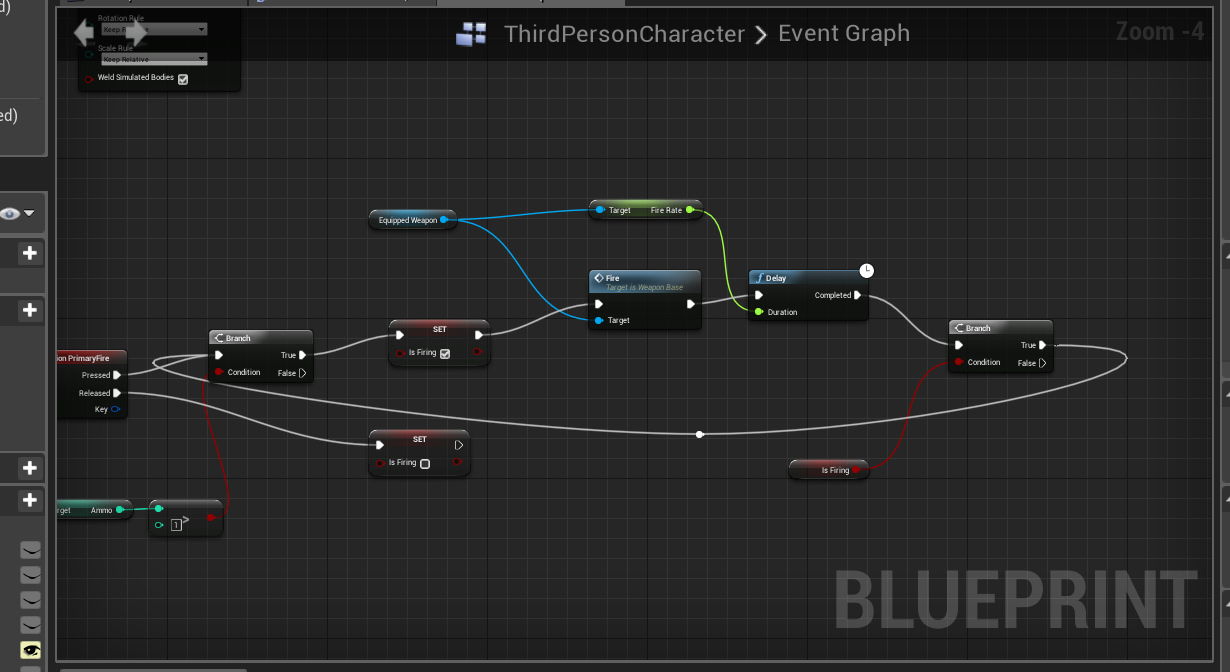 d)
ed)
Rotation Rule
ThirdPersonCharacter
Event Graph
Zoom -4
Scale Rule
Keep Relative
Weld Simulated Bodies
Equipped Weapon
Target
Fire Rate
Fire
Target is Weapon Base
Target
Delay
Completed
Duration
Branch
True
Condition
False
SET
Is Firing
Branch
True
Condition
False
on PrimaryFire
Pressed
Released
Key
SET
Is Firing
Is Firing
rget
Ammo
1
>
BLUEPRINT